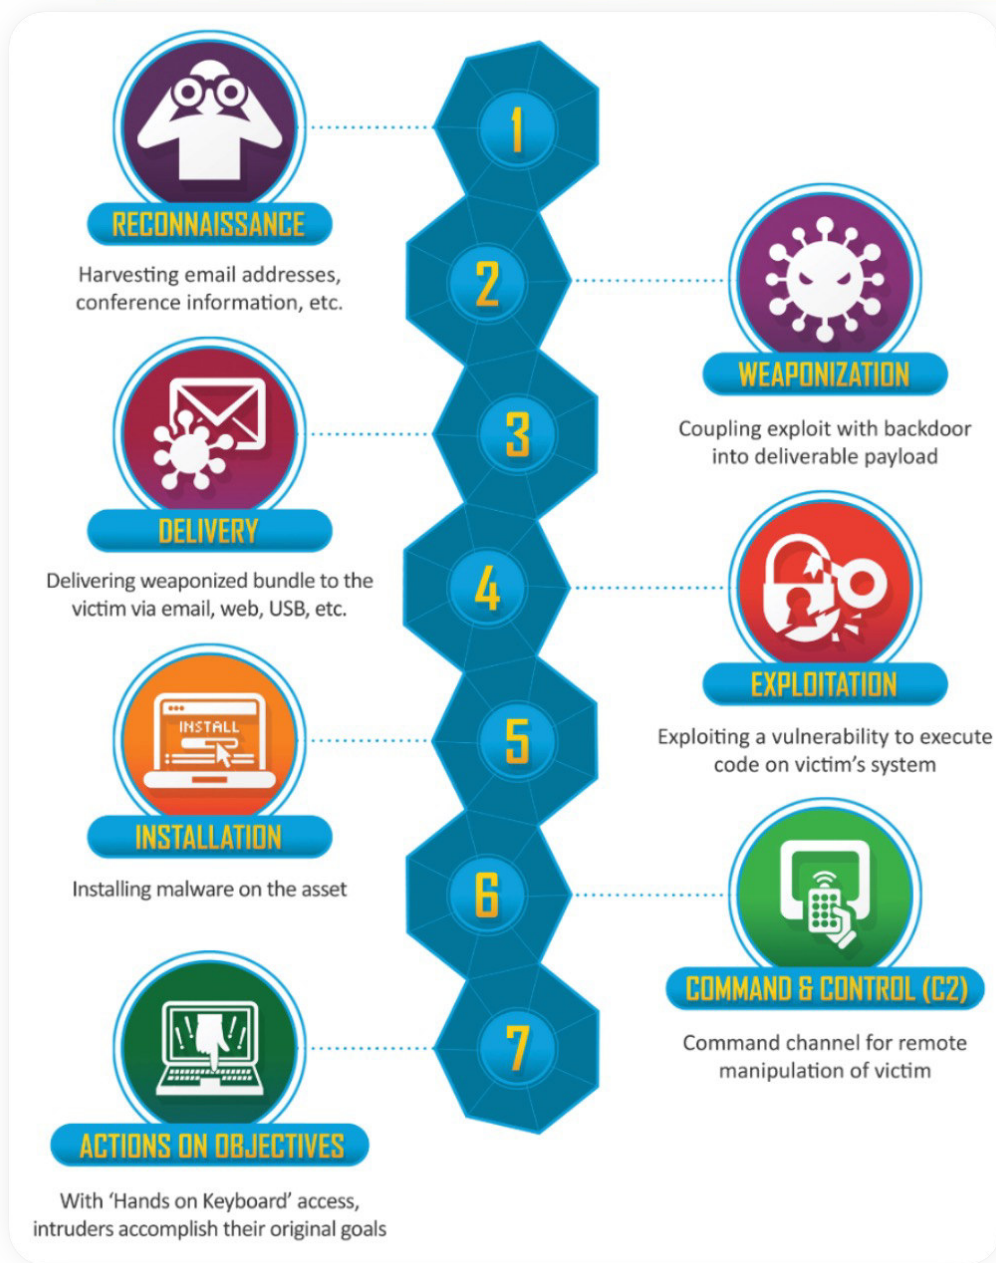 1
RECONNAISSANCE
Harvesting email addresses,
conference information, etc.
2
WEAPONIZATION
Coupling exploit with backdoor
into deliverable payload
3
DELIVERY
Delivering weaponized bundle to the
victim via email, web, USB, etc.
4
EXPLOITATION
Exploiting a vulnerability to execute
code on victim’s system
5
INSTALL
INSTALLATION
Installing malware on the asset
6
COMMAND & CONTROL (C2)
Command channel for remote
manipulation of victim
7
ACTIONS ON OBJECTIVES
With ‘Hands on Keyboard’ access,
intruders accomplish their original goals